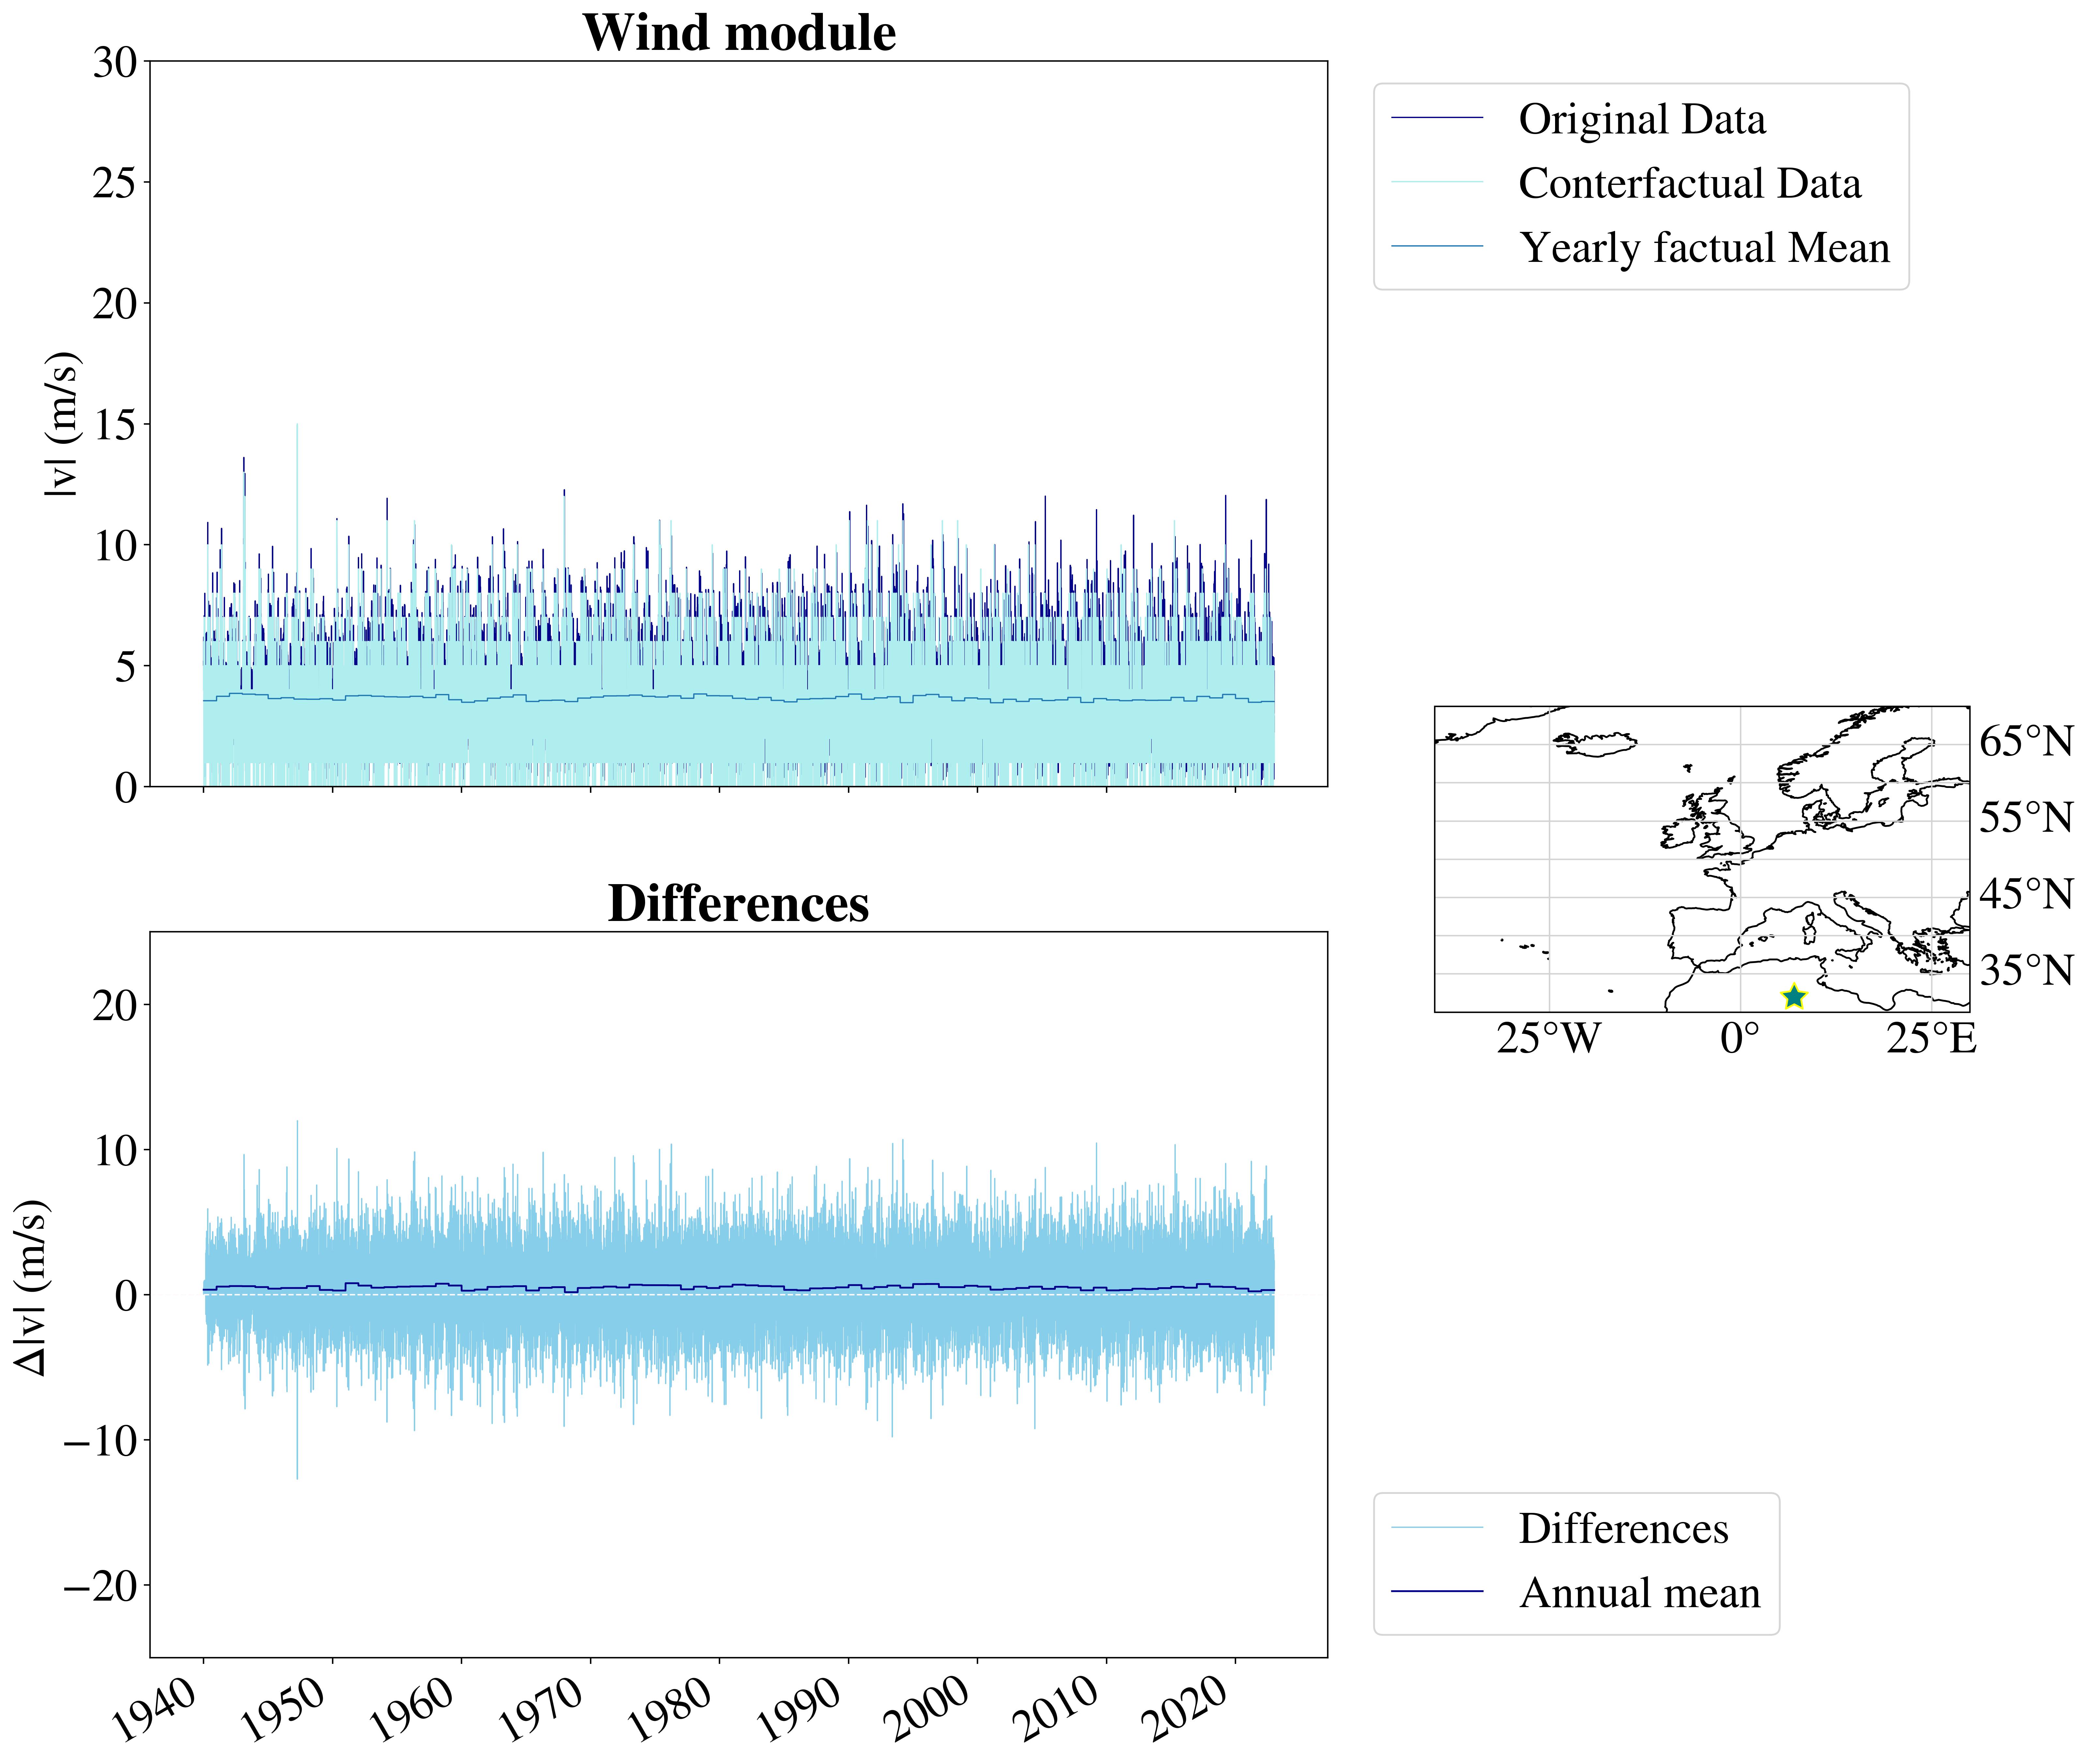 Wind module
30
25
20
15
10
5
0
|v| (m/s)
Original Data
Conterfactual Data
Yearly factual Mean
65°N
55°N
45°N
35°N
25°W 0° 25°E
Differences
20
10
0
−10
−20
Δ|v| (m/s)
1940 1950 1960 1970 1980 1990 2000 2010 2020
Differences
Annual mean